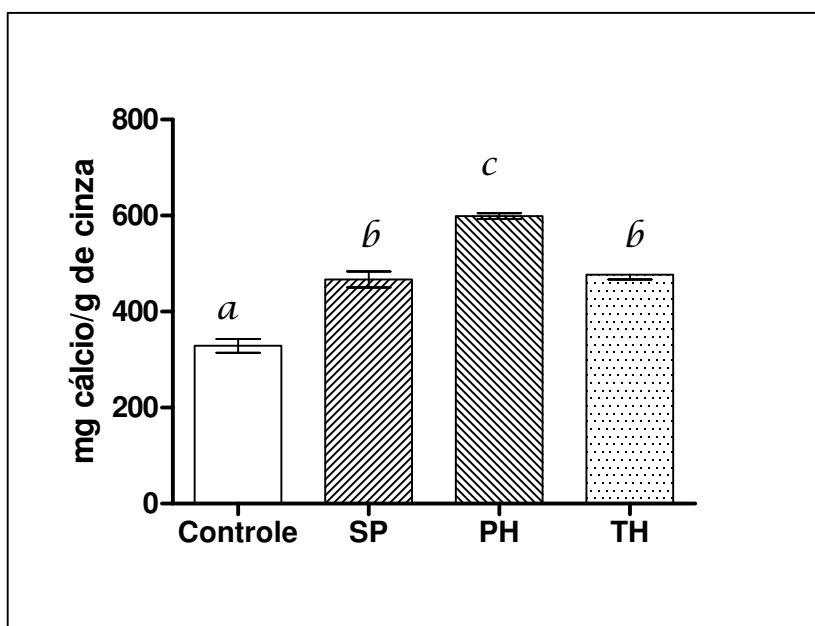 mg cálcio/g de cinza
800
600
400
200
0
a
b
c
b
Controle SP PH TH